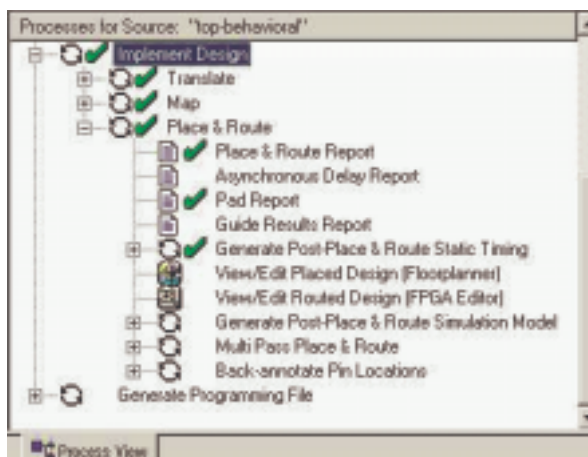 Processes for Source: "top-behavioral"
Implement Design
Translate
Map
Place & Route
Place & Route Report
Asynchronous Delay Report
Pad Report
Guide Results Report
Generate Post-Place & Route Static Timing
View/Edit Placed Design (Floorplanner)
View/Edit Routed Design (FPGA Editor)
Generate Post-Place & Route Simulation Model
Multi Pass Place & Route
Back-annotate Pin Locations
Generate Programming File
Process View